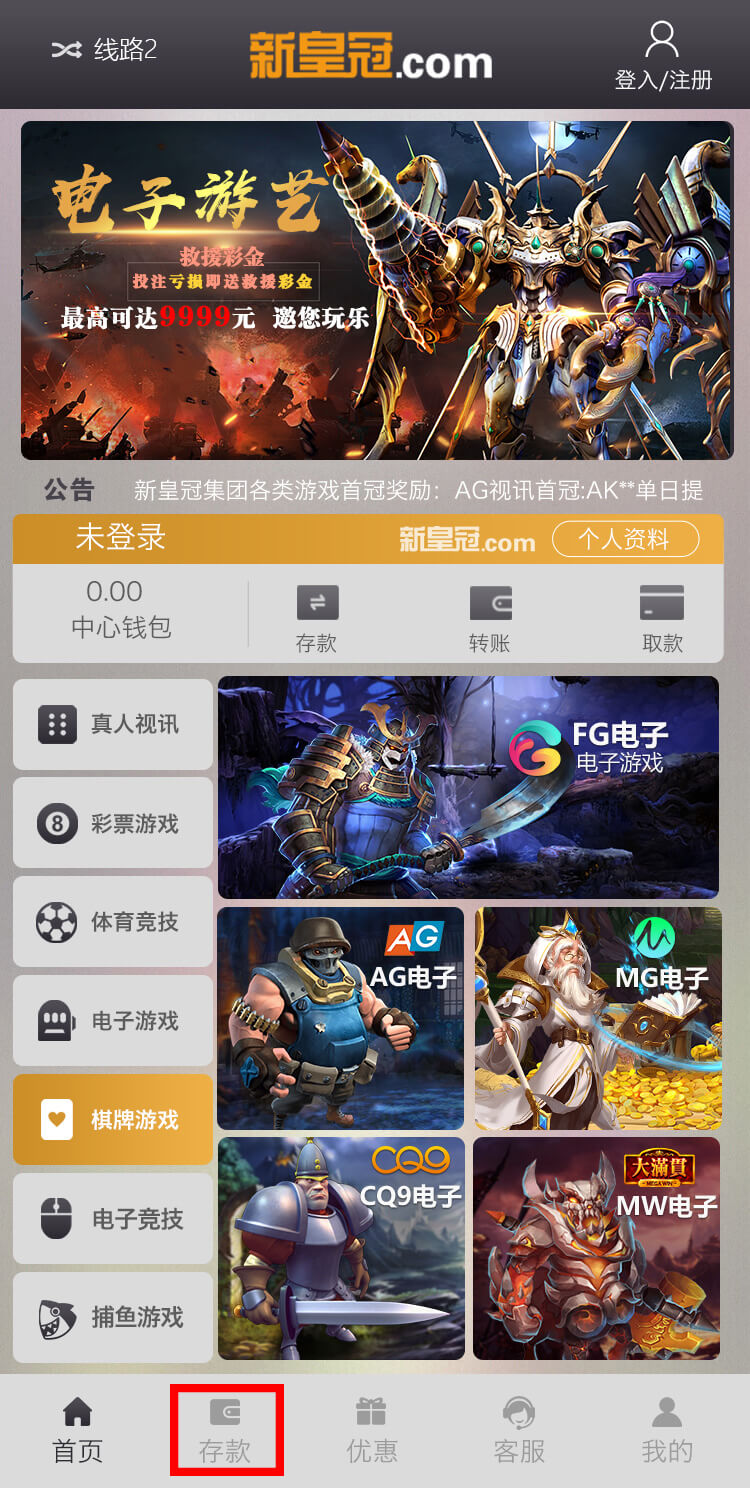 线路2
新皇冠.com
登入/注册
电子游艺
救援彩金
投注亏损即送救援彩金
最高可达9999元 邀您玩乐
公告 新皇冠集团各类游戏首冠奖励：AG视讯首冠:AK**单日提
未登录 新皇冠.com 个人资料
0.00
中心钱包 存款 转账 取款
真人视讯
彩票游戏
体育竞技
电子游戏
棋牌游戏
电子竞技
捕鱼游戏
FG电子
电子游戏
AG
AG电子
MG电子
CQ9
CQ9电子
大滿貫
MEGAWIN
MW电子
首页 存款 优惠 客服 我的